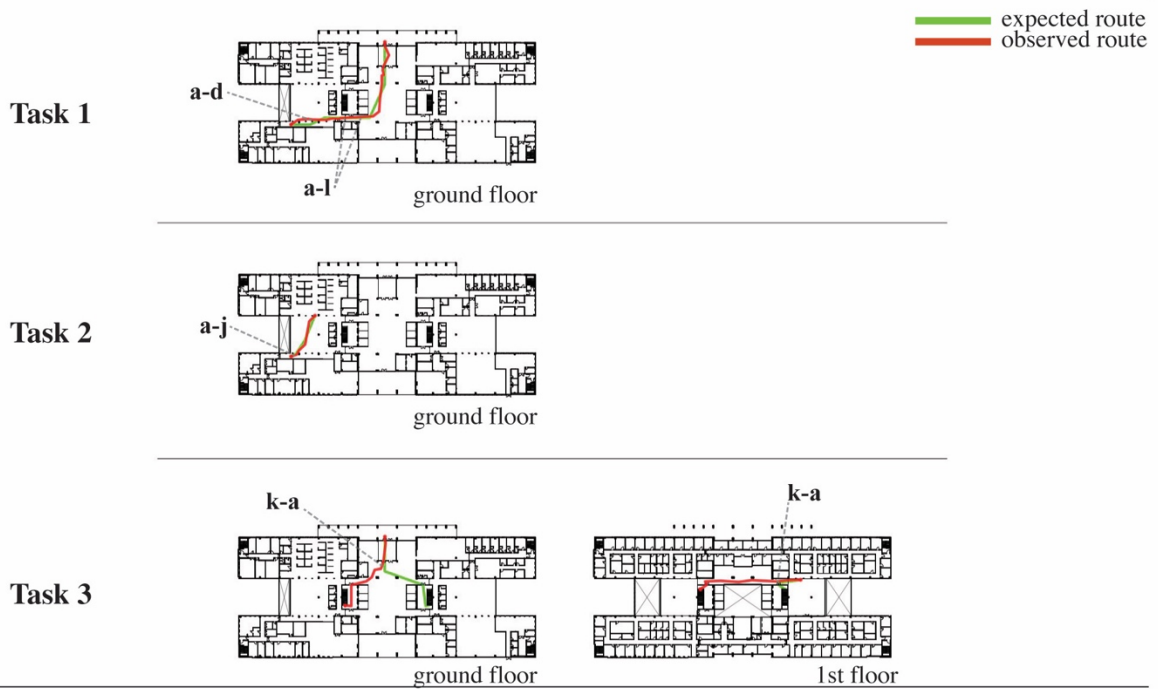 expected route
observed route
Task 1
a-d
a-l
ground floor
Task 2
a-j
ground floor
Task 3
k-a
k-a
ground floor
1st floor